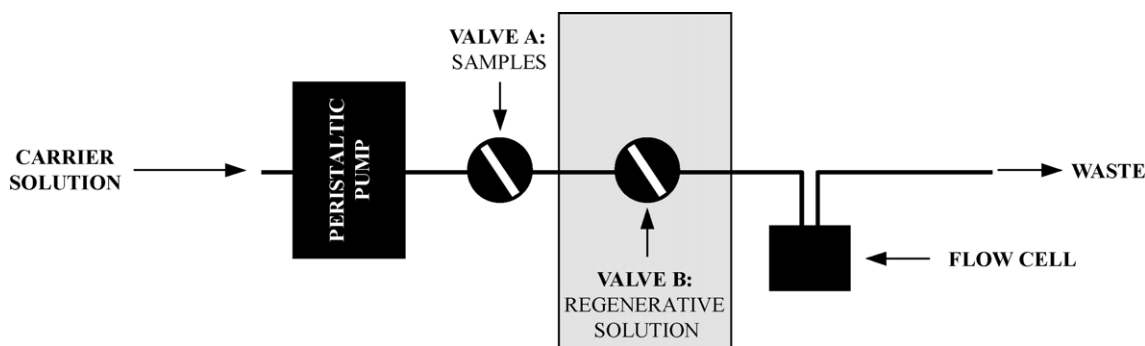 VALVE A:
SAMPLES
CARRIER
SOLUTION
PERISTALTIC
PUMP
VALVE B:
REGENERATIVE
SOLUTION
WASTE
FLOW CELL